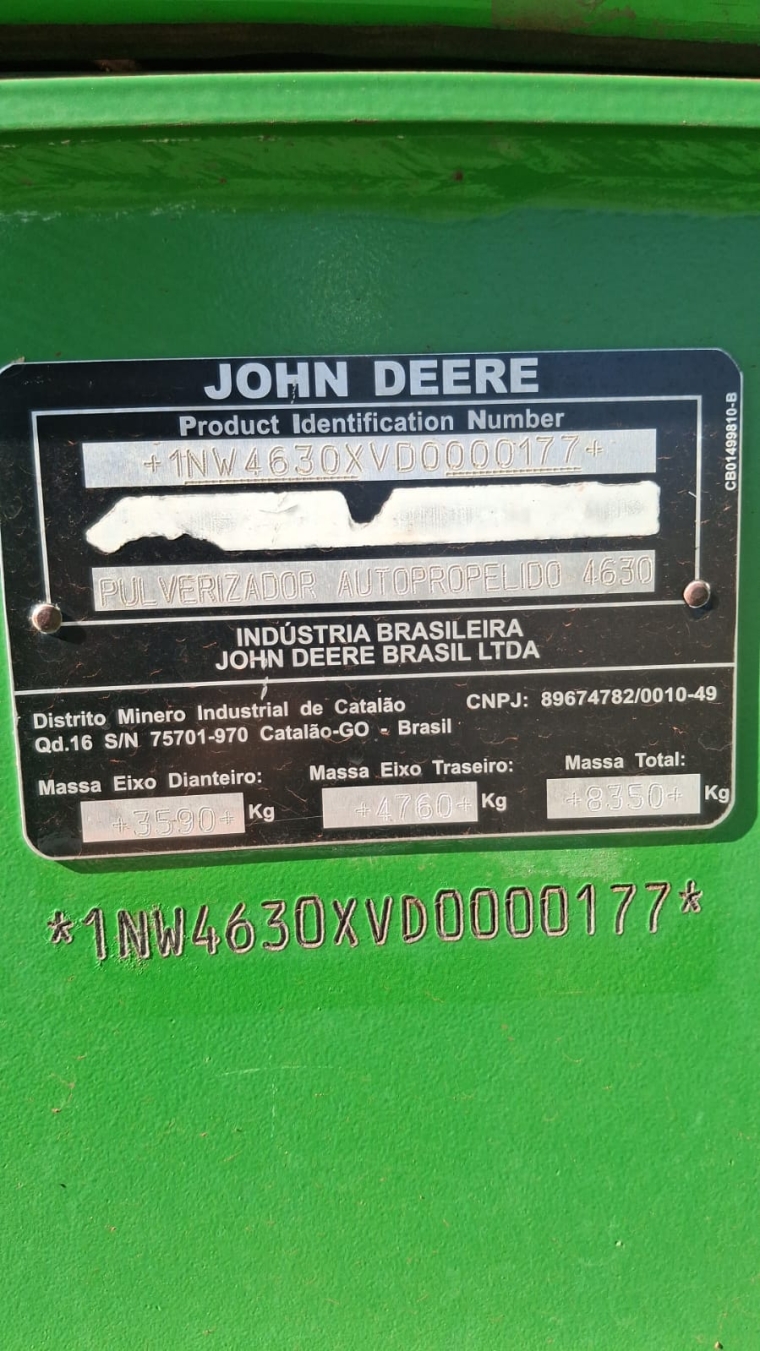 JOHN DEERE
Product Identification Number
+1NW4630XVD0000177+
PULVERIZADOR AUTOPROPELIDO 4630
CB01499810-B
INDÚSTRIA BRASILEIRA
JOHN DEERE BRASIL LTDA
Distrito Minero Industrial de Catalão
Qd.16 S/N 75701-970 Catalão-GO - Brasil
CNPJ: 89674782/0010-49
Massa Eixo Dianteiro:
+3590+ Kg
Massa Eixo Traseiro:
+4760+ Kg
Massa Total:
+8350+ Kg
*1NW4630XVD0000177*